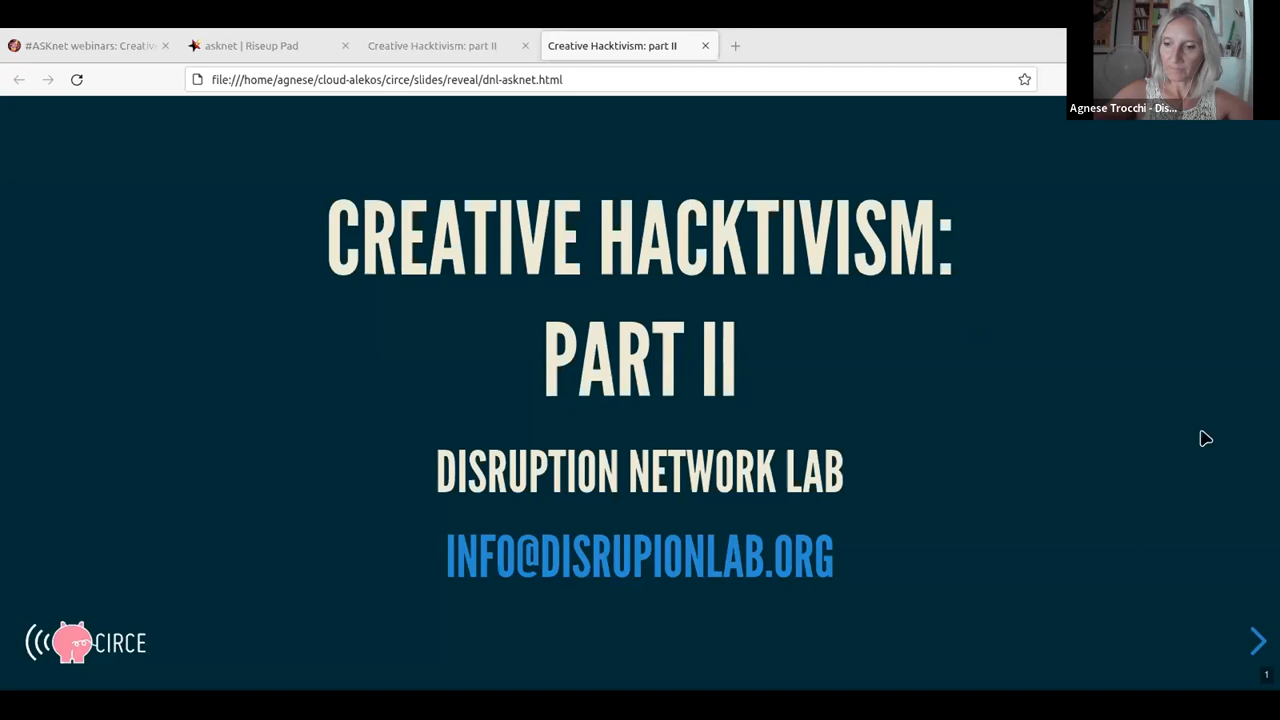 #ASKnet webinars: Creativ
asknet | Riseup Pad
Creative Hacktivism: part II
Creative Hacktivism: part II
file:///home/agnese/cloud-alekos/circe/slides/reveal/dnl-asknet.html
Agnese Trocchi - Dis...
CREATIVE HACKTIVISM:
PART II
DISRUPTION NETWORK LAB
INFO@DISRUPIONLAB.ORG
CIRCE
1